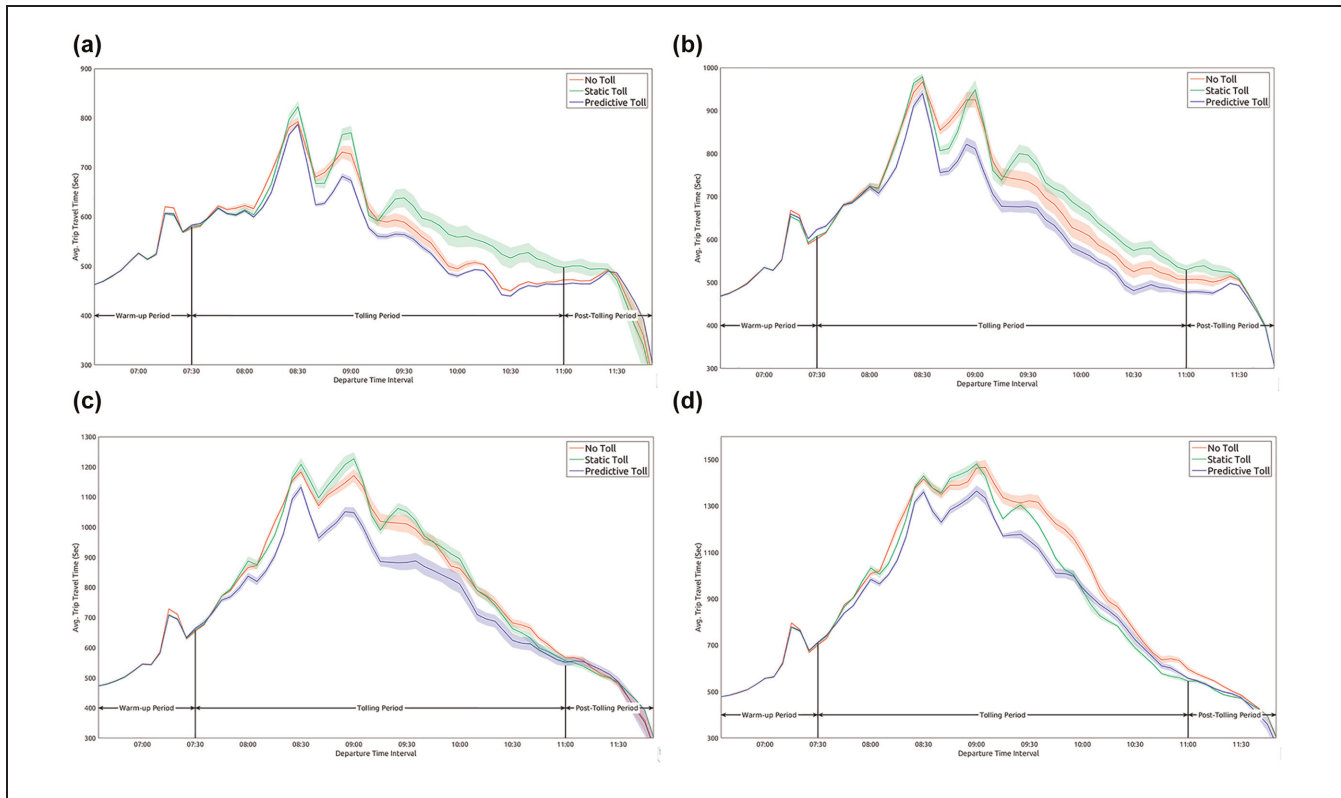 (a)
900
800
700
600
500
400
300
Avg. Trip Travel Time (Sec)
No Toll
Static Toll
Predictive Toll
Warm-up Period
Tolling Period
Post-Tolling Period
07:00
07:30
08:00
08:30
09:00
09:30
10:00
10:30
11:00
11:30
Departure Time Interval
(b)
1000
900
800
700
600
500
400
300
Avg. Trip Travel Time (Sec)
No Toll
Static Toll
Predictive Toll
Warm-up Period
Tolling Period
Post-Tolling Period
07:00
07:30
08:00
08:30
09:00
09:30
10:00
10:30
11:00
11:30
Departure Time Interval
(c)
1300
1200
1100
1000
900
800
700
600
500
400
300
Avg. Trip Travel Time (Sec)
No Toll
Static Toll
Predictive Toll
Warm-up Period
Tolling Period
Post-Tolling Period
07:00
07:30
08:00
08:30
09:00
09:30
10:00
10:30
11:00
11:30
Departure Time Interval
(d)
1500
1300
1100
900
700
500
300
Avg. Trip Travel Time (Sec)
No Toll
Static Toll
Predictive Toll
Warm-up Period
Tolling Period
Post-Tolling Period
07:00
07:30
08:00
08:30
09:00
09:30
10:00
10:30
11:00
11:30
Departure Time Interval